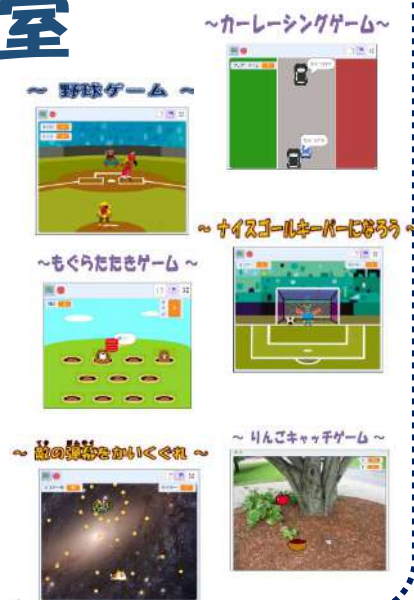 室
～カーレーシングゲーム～
～ 野球ゲーム ～
～ ナイスゴールキーパーになろう ～
～もぐらたたきゲーム ～
～ 敵の弾幕をかいくぐれ ～
～ りんごキャッチゲーム ～